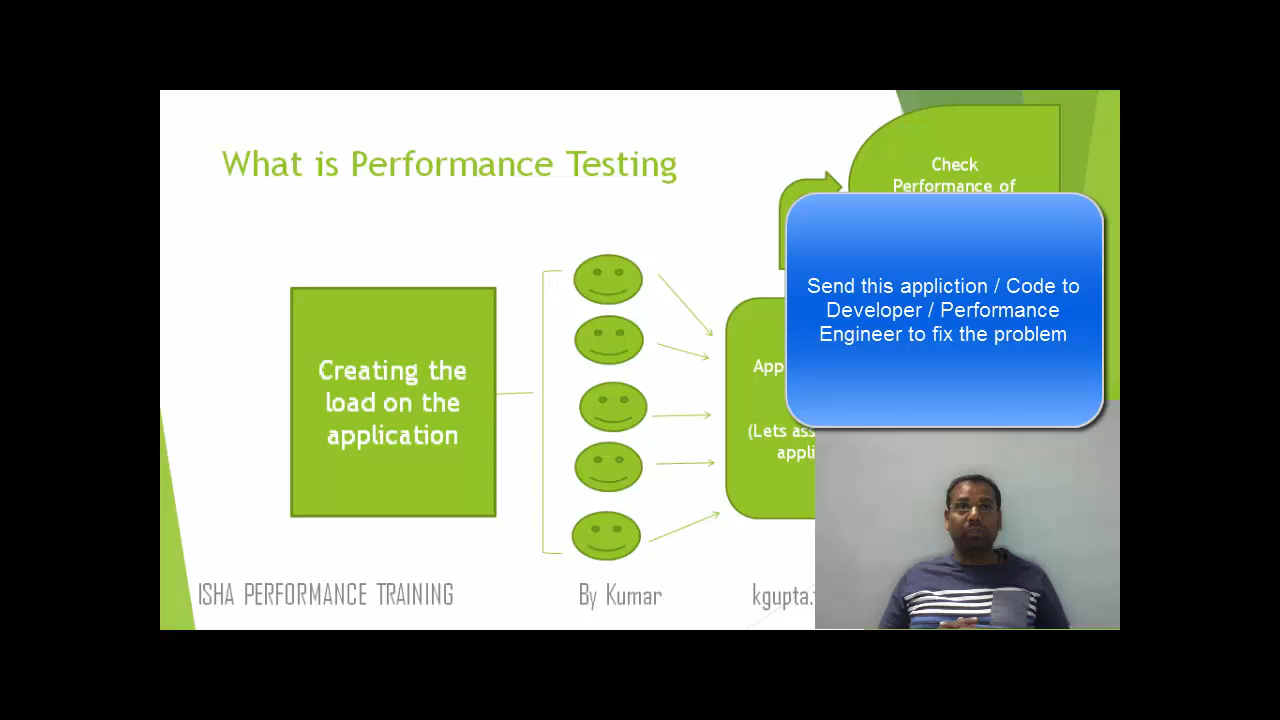 What is Performance Testing
Check
Performance of
Send this appliction / Code to
Developer / Performance
Engineer to fix the problem
Creating the
load on the
application
App
(Lets
appli
ISHA PERFORMANCE TRAINING
By Kumar
kgupta.